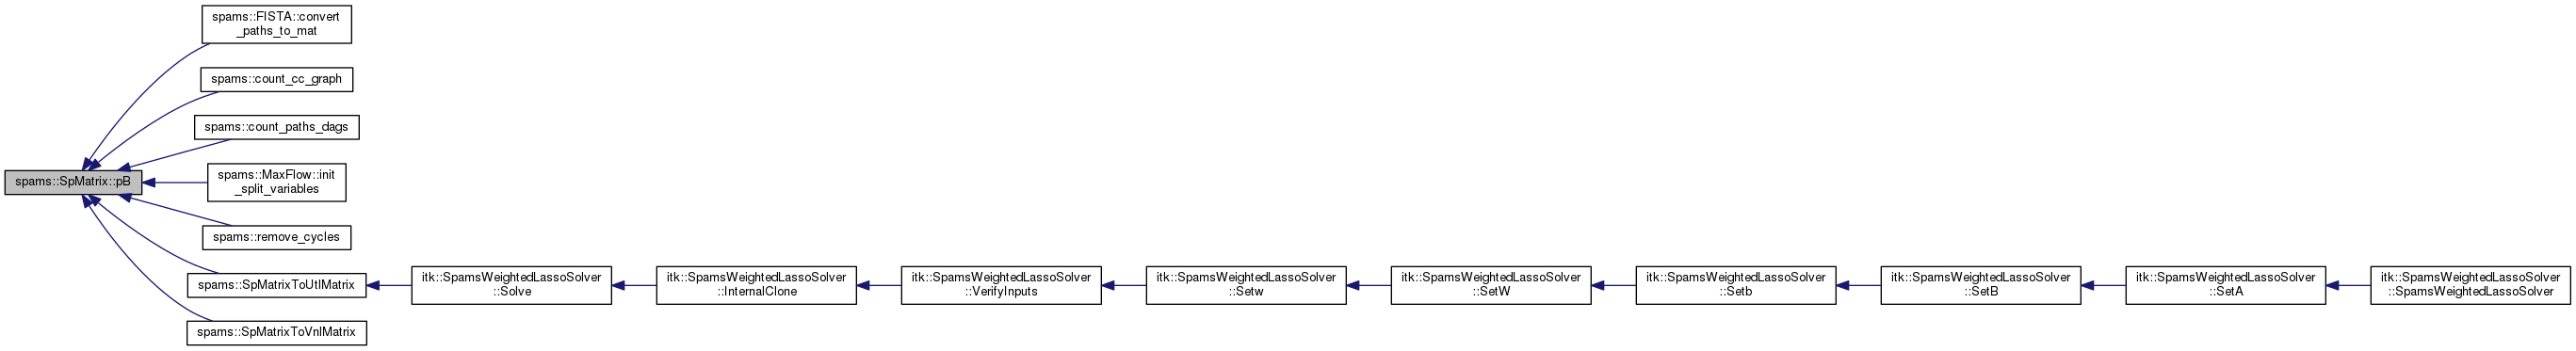 spams::FISTA::convert
_paths_to_mat
spams::count_cc_graph
spams::count_paths_dags
spams::SpMatrix::pB
spams::MaxFlow::init
_split_variables
spams::remove_cycles
spams::SpMatrixToUtlMatrix
itk::SpamsWeightedLassoSolver
::Solve
itk::SpamsWeightedLassoSolver
::InternalClone
itk::SpamsWeightedLassoSolver
::VerifyInputs
itk::SpamsWeightedLassoSolver
::Setw
itk::SpamsWeightedLassoSolver
::SetW
itk::SpamsWeightedLassoSolver
::Setb
itk::SpamsWeightedLassoSolver
::SetB
itk::SpamsWeightedLassoSolver
::SetA
itk::SpamsWeightedLassoSolver
::SpamsWeightedLassoSolver
spams::SpMatrixToVnlMatrix